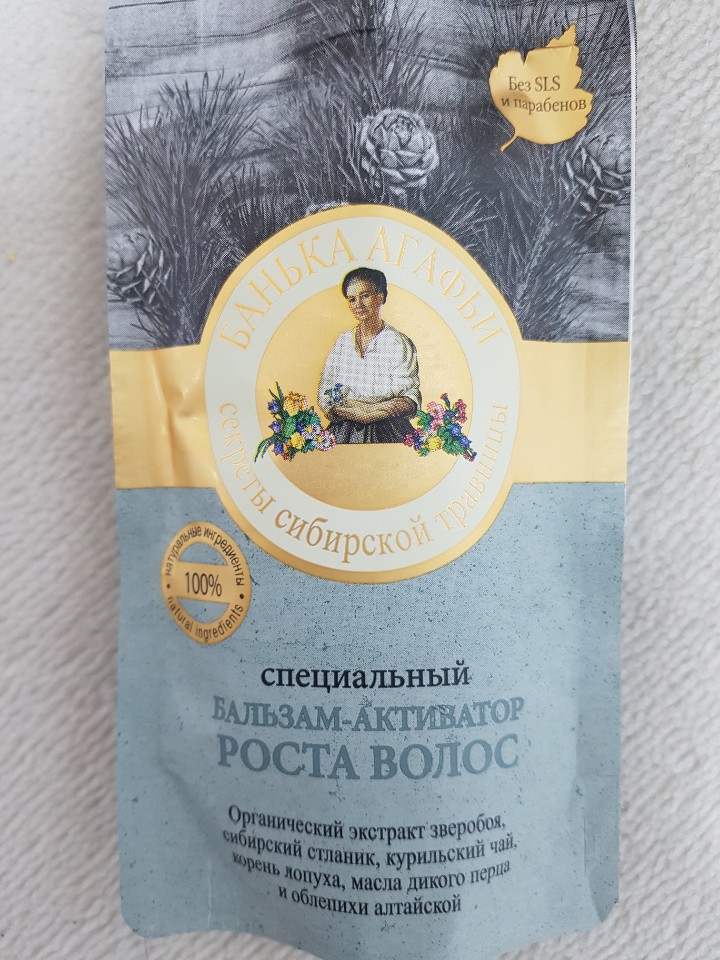 Без SLS
и парабенов
БАНЬКА АГАФЬИ
секреты сибирской травницы
натуральные ингредиенты
100%
natural ingredients
специальный
БАЛЬЗАМ-АКТИВАТОР
РОСТА ВОЛОС
Органический экстракт зверобоя,
сибирский стланик, курильский чай,
корень лопуха, масла дикого перца
и облепихи алтайской